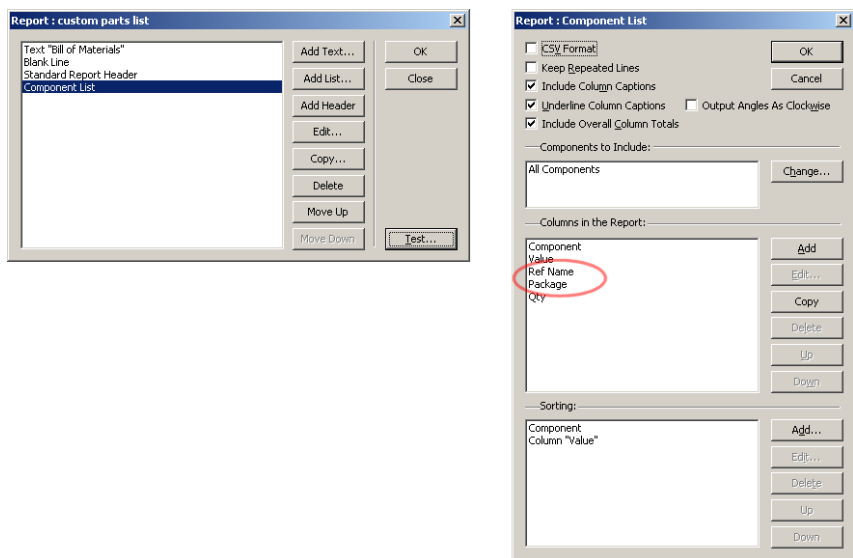 Report : custom parts list
Text "Bill of Materials"
Blank Line
Standard Report Header
Component List
Add Text...
Add List...
Add Header
Edit...
Copy...
Delete
Move Up
Move Down
OK
Close
Test...
Report : Component List
CSV Format
Keep Repeated Lines
Include Column Captions
Underline Column Captions
Output Angles As Clockwise
Include Overall Column Totals
OK
Cancel
Components to Include:
All Components
Change...
Columns in the Report:
Component
Value
Ref Name
Package
Qty
Add
Edit...
Copy
Delete
Up
Down
Sorting:
Component
Column "Value"
Add...
Edit...
Delete
Up
Down